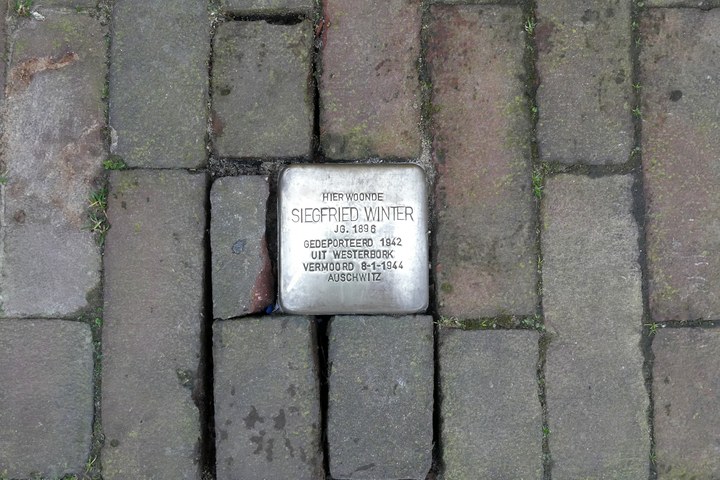 HIER WOONDE
SIEGFRIED WINTER
JG. 1896
GEDEPORTEERD 1942
UIT WESTERBORK
VERMOORD 8-1-1944
AUSCHWITZ